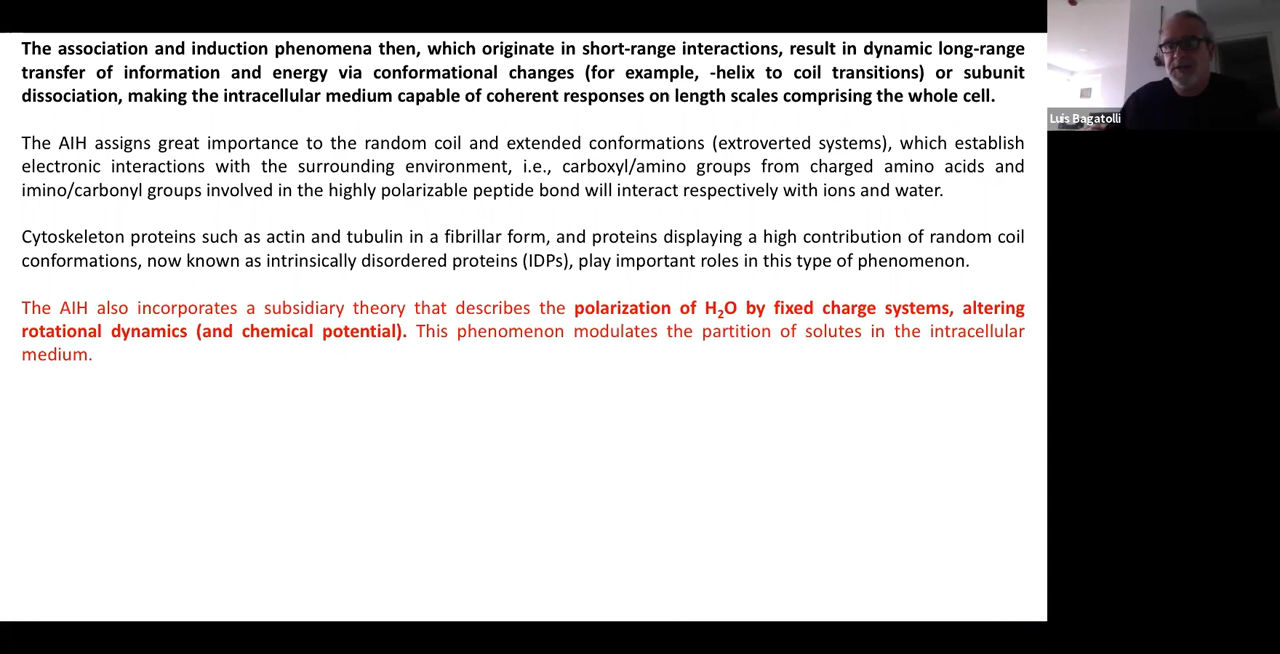 The association and induction phenomena then, which originate in short-range interactions, result in dynamic long-range
transfer of information and energy via conformational changes (for example, -helix to coil transitions) or subunit
dissociation, making the intracellular medium capable of coherent responses on length scales comprising the whole cell.
The AIH assigns great importance to the random coil and extended conformations (extroverted systems), which establish
electronic interactions with the surrounding environment, i.e., carboxyl/amino groups from charged amino acids and
imino/carbonyl groups involved in the highly polarizable peptide bond will interact respectively with ions and water.
Cytoskeleton proteins such as actin and tubulin in a fibrillar form, and proteins displaying a high contribution of random coil
conformations, now known as intrinsically disordered proteins (IDPs), play important roles in this type of phenomenon.
The AIH also incorporates a subsidiary theory that describes the polarization of H₂O by fixed charge systems, altering
rotational dynamics (and chemical potential). This phenomenon modulates the partition of solutes in the intracellular
medium.
Luis Bagatolli